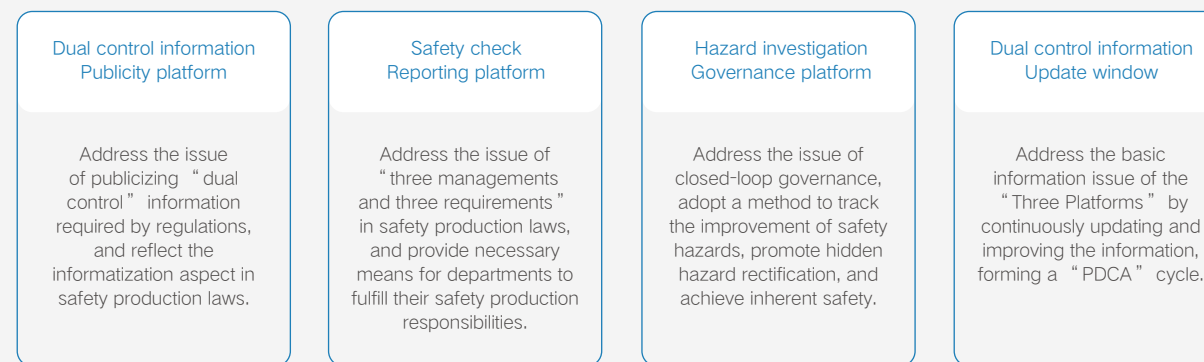 Dual control information
Publicity platform
Address the issue
of publicizing “dual
control” information
required by regulations,
and reflect the
informatization aspect in
safety production laws.
Safety check
Reporting platform
Address the issue of
“three managements
and three requirements”
in safety production laws,
and provide necessary
means for departments to
fulfill their safety production
responsibilities.
Hazard investigation
Governance platform
Address the issue of
closed-loop governance,
adopt a method to track
the improvement of safety
hazards, promote hidden
hazard rectification, and
achieve inherent safety.
Dual control information
Update window
Address the basic
information issue of the
“Three Platforms” by
continuously updating and
improving the information,
forming a “PDCA” cycle.